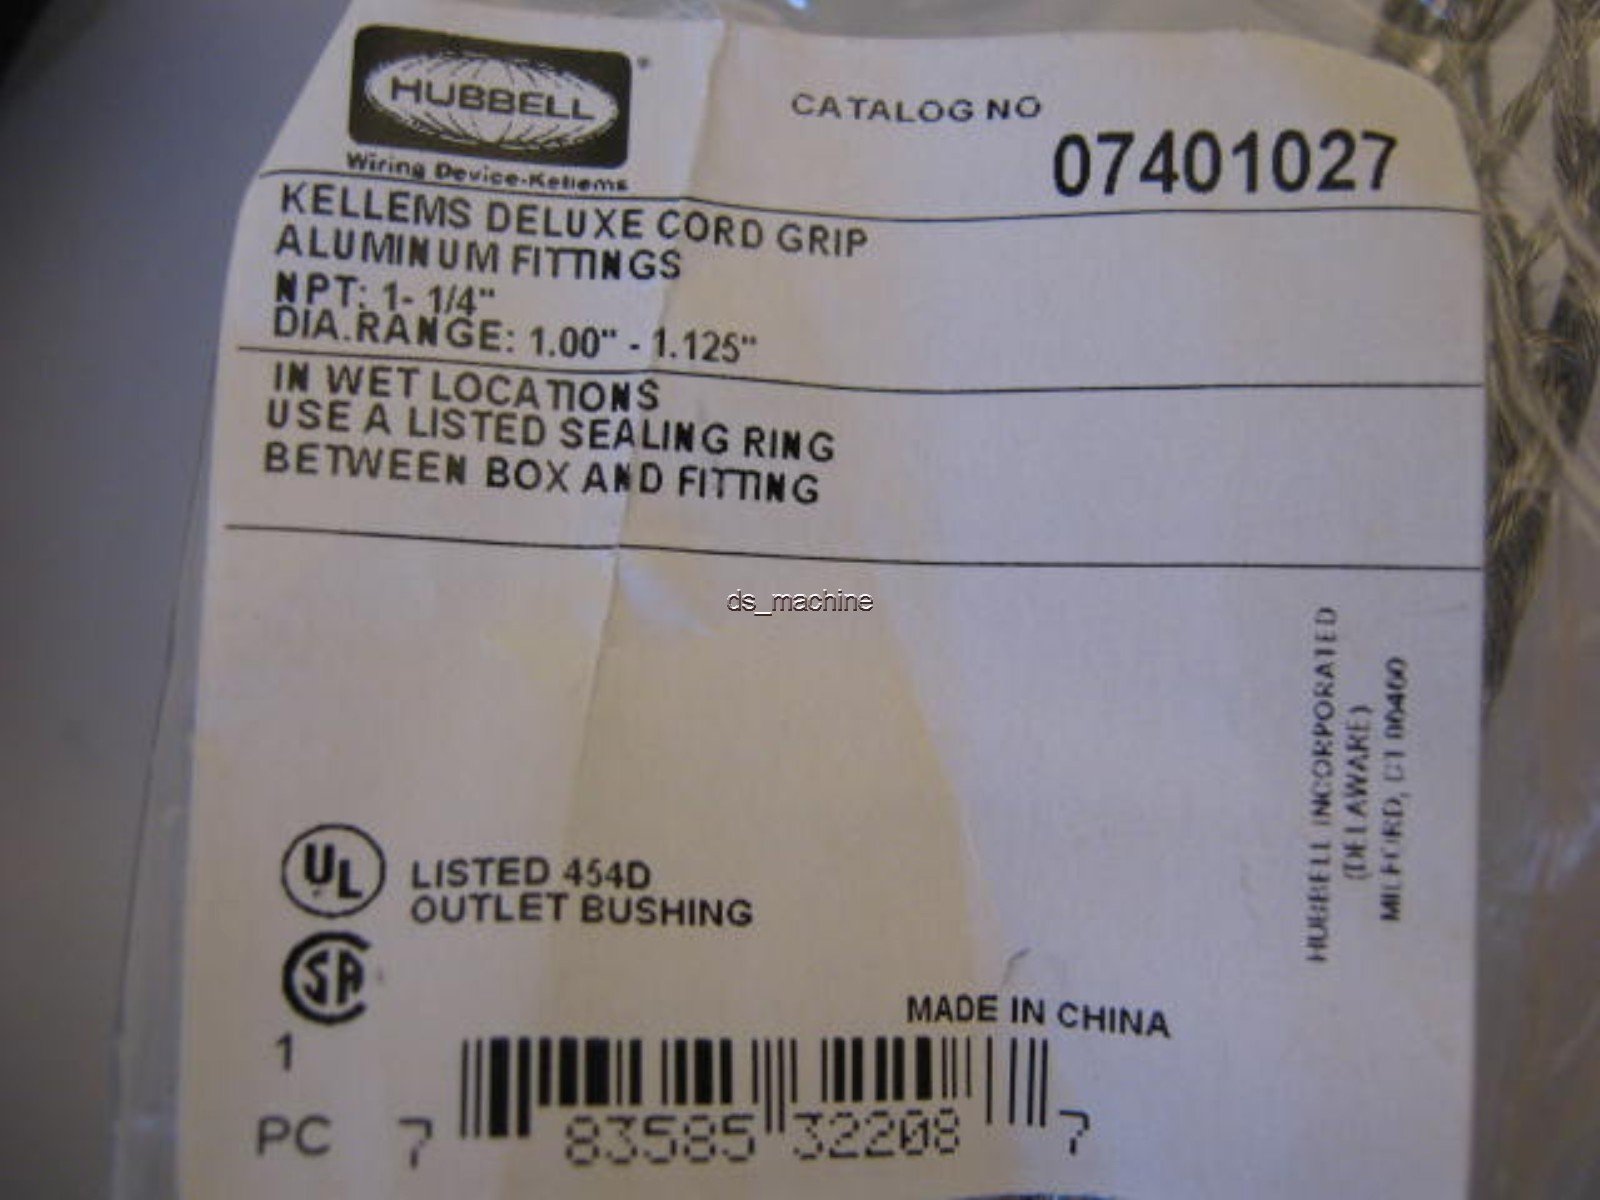 HUBBELL
Wiring Device-Kellems
CATALOG NO
07401027
KELLEMS DELUXE CORD GRIP
ALUMINUM FITTINGS
NPT: 1- 1/4"
DIA.RANGE: 1.00" - 1.125"
IN WET LOCATIONS
USE A LISTED SEALING RING
BETWEEN BOX AND FITTING
ds_machine
HUBBELL INCORPORATED
(DELAWARE)
MILFORD, CT 06460
UL
LISTED 454D
OUTLET BUSHING
SA
MADE IN CHINA
1
PC
7 83585 32208 7